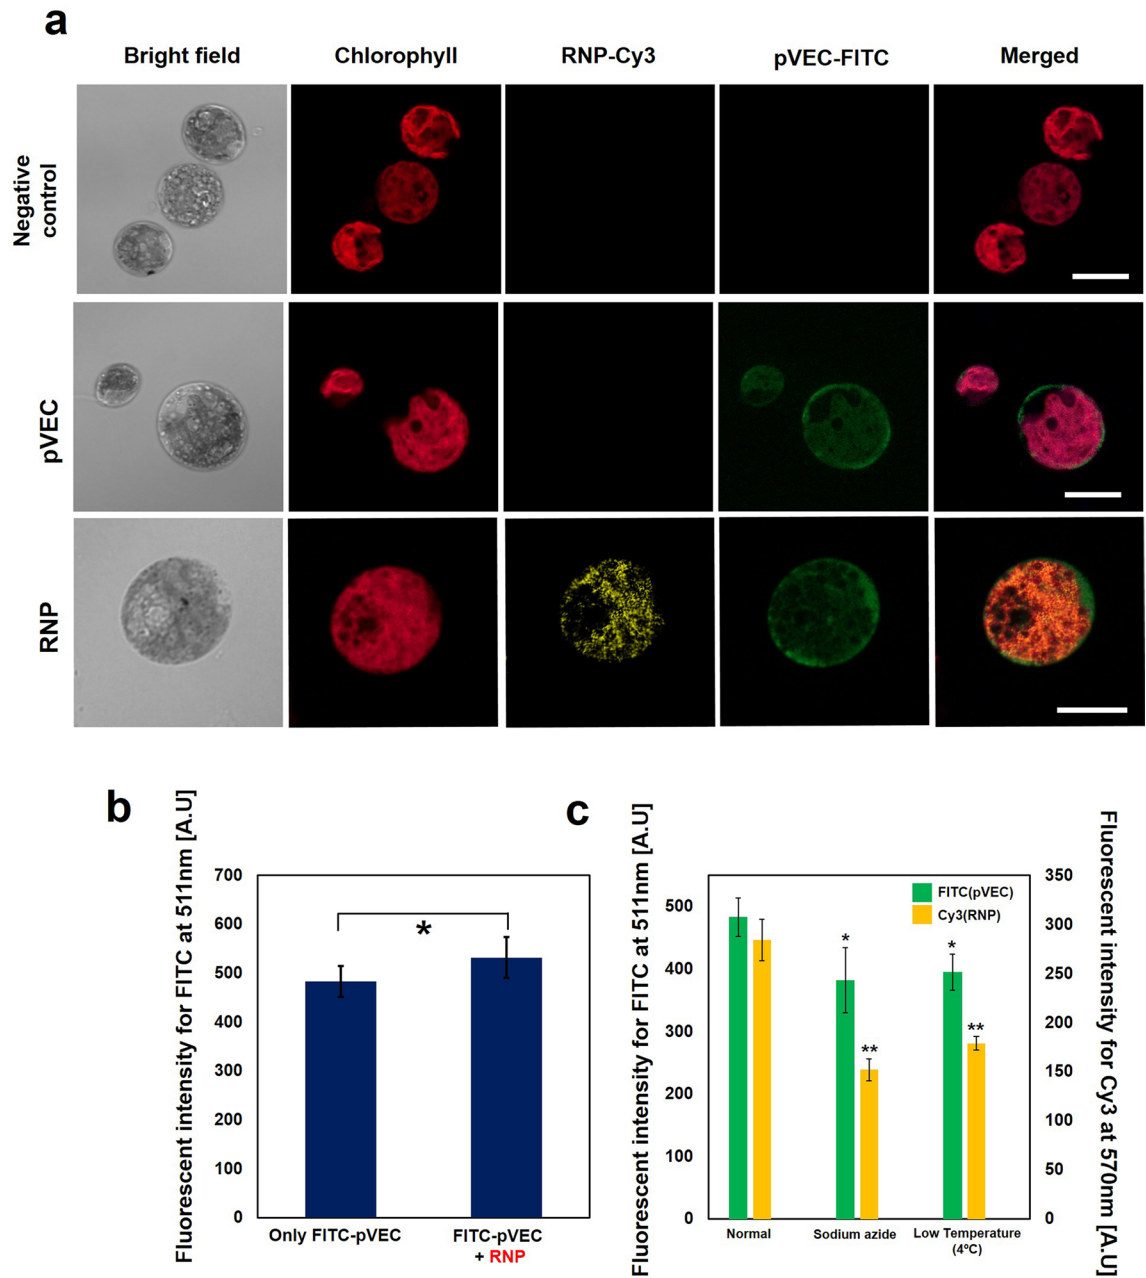 a
Bright field
Chlorophyll
RNP-Cy3
pVEC-FITC
Merged
Negative
control
pVEC
RNP
b
Fluorescent intensity for FITC at 511nm [A.U]
700
600
500
400
300
200
100
0
*
Only FITC-pVEC
FITC-pVEC
+ RNP
c
Fluorescent intensity for FITC at 511nm [A.U]
500
400
300
200
100
0
FITC(pVEC)
Cy3(RNP)
*
**
*
**
Normal
Sodium azide
Low Temperature
(4ºC)
350
300
250
200
150
100
50
0
Fluorescent intensity for Cy3 at 570nm [A.U]